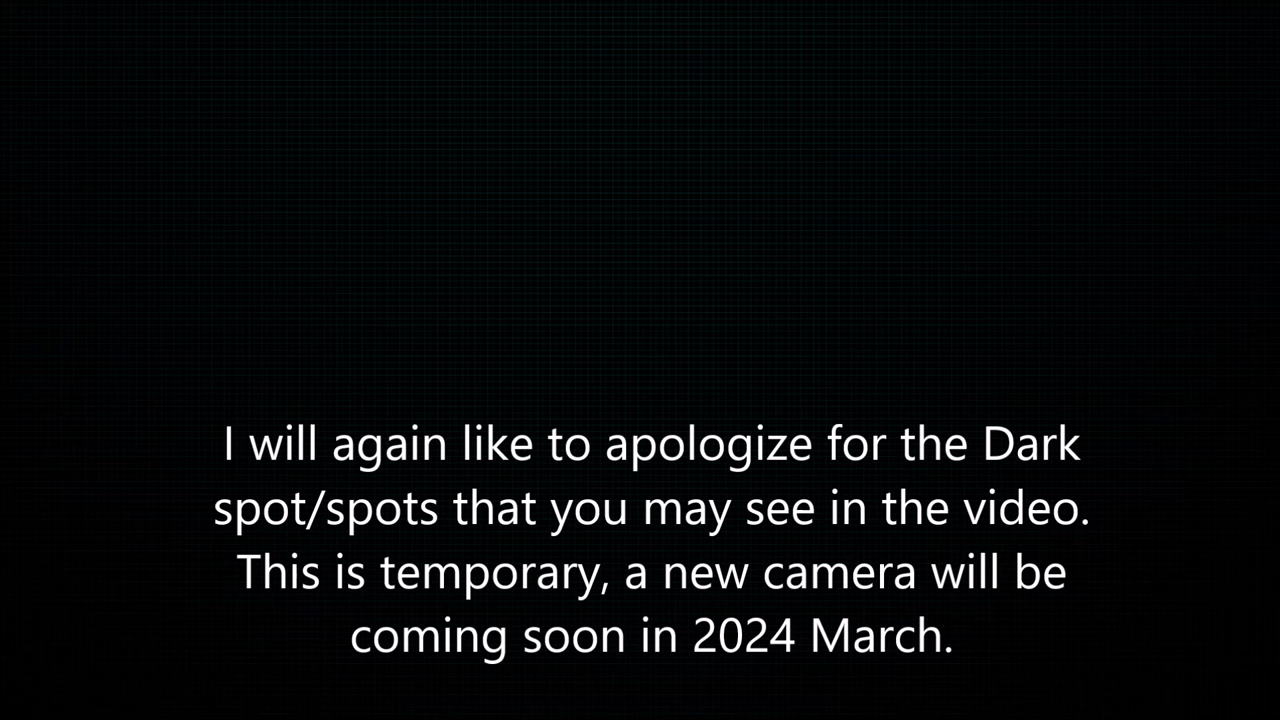 I will again like to apologize for the Dark
spot/spots that you may see in the video.
This is temporary, a new camera will be
coming soon in 2024 March.